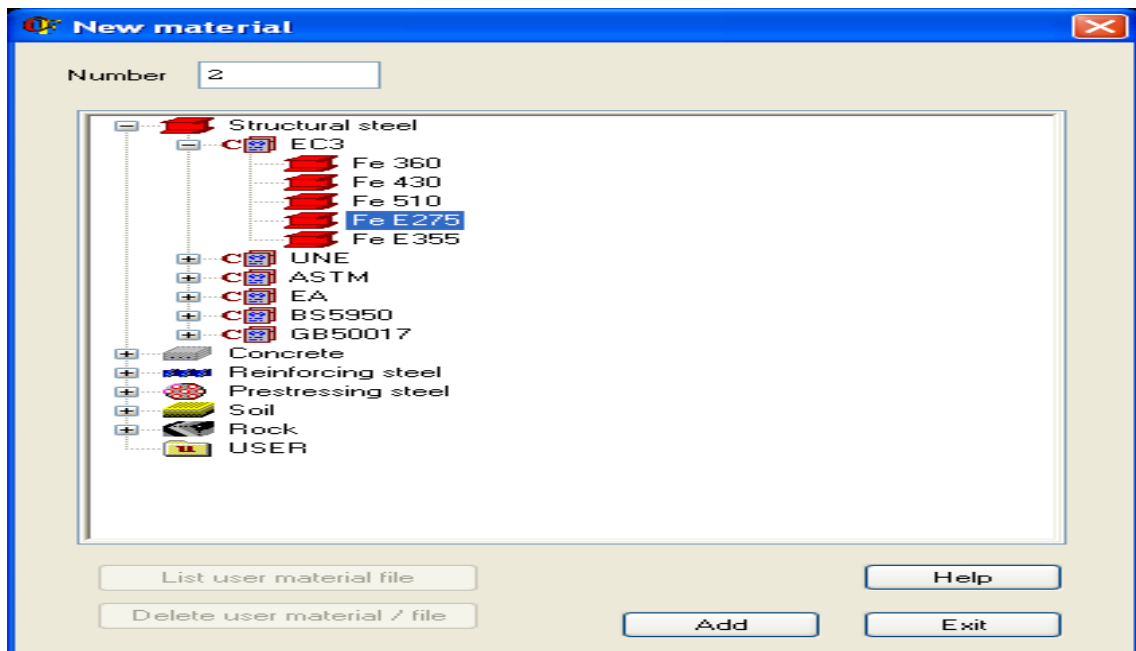 New material
Number 2
Structural steel
EC3
Fe 360
Fe 430
Fe 510
Fe E275
Fe E355
UNE
ASTM
EA
BS5950
GB50017
Concrete
Reinforcing steel
Prestressing steel
Soil
Rock
USER
List user material file
Help
Delete user material / file
Add
Exit